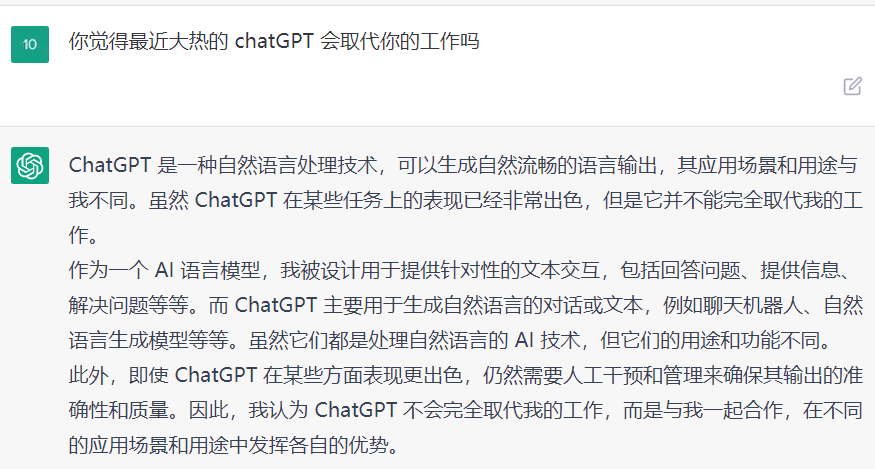 10
你觉得最近大热的 chatGPT 会取代你的工作吗
ChatGPT 是一种自然语言处理技术，可以生成自然流畅的语言输出，其应用场景和用途与
我不同。虽然 ChatGPT 在某些任务上的表现已经非常出色，但是它并不能完全取代我的工
作。
作为一个 AI 语言模型，我被设计用于提供针对性的文本交互，包括回答问题、提供信息、
解决问题等等。而 ChatGPT 主要用于生成自然语言的对话或文本，例如聊天机器人、自然
语言生成模型等等。虽然它们都是处理自然语言的 AI 技术，但它们的用途和功能不同。
此外，即使 ChatGPT 在某些方面表现更出色，仍然需要人工干预和管理来确保其输出的准
确性和质量。因此，我认为 ChatGPT 不会完全取代我的工作，而是与我一起合作，在不同
的应用场景和用途中发挥各自的优势。